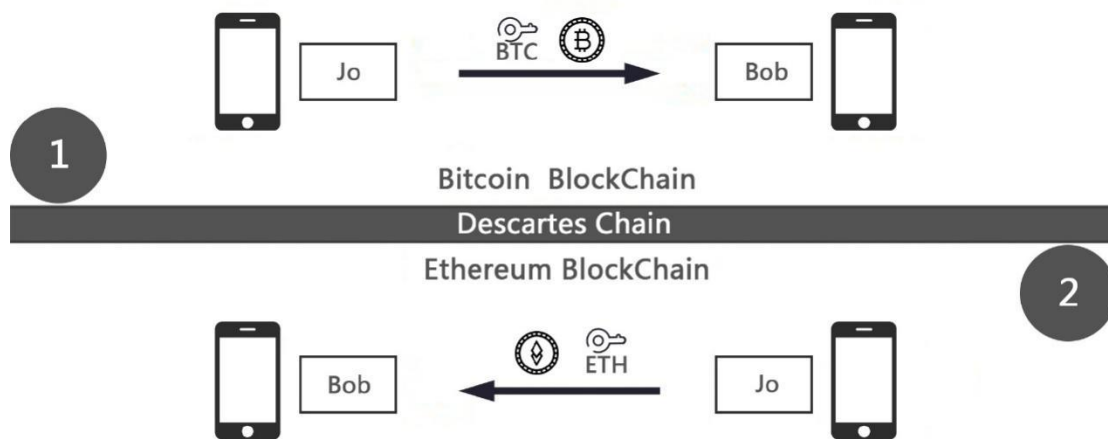 Jo
BTC
Bob
1
Bitcoin BlockChain
Descartes Chain
Ethereum BlockChain
2
Bob
ETH
Jo